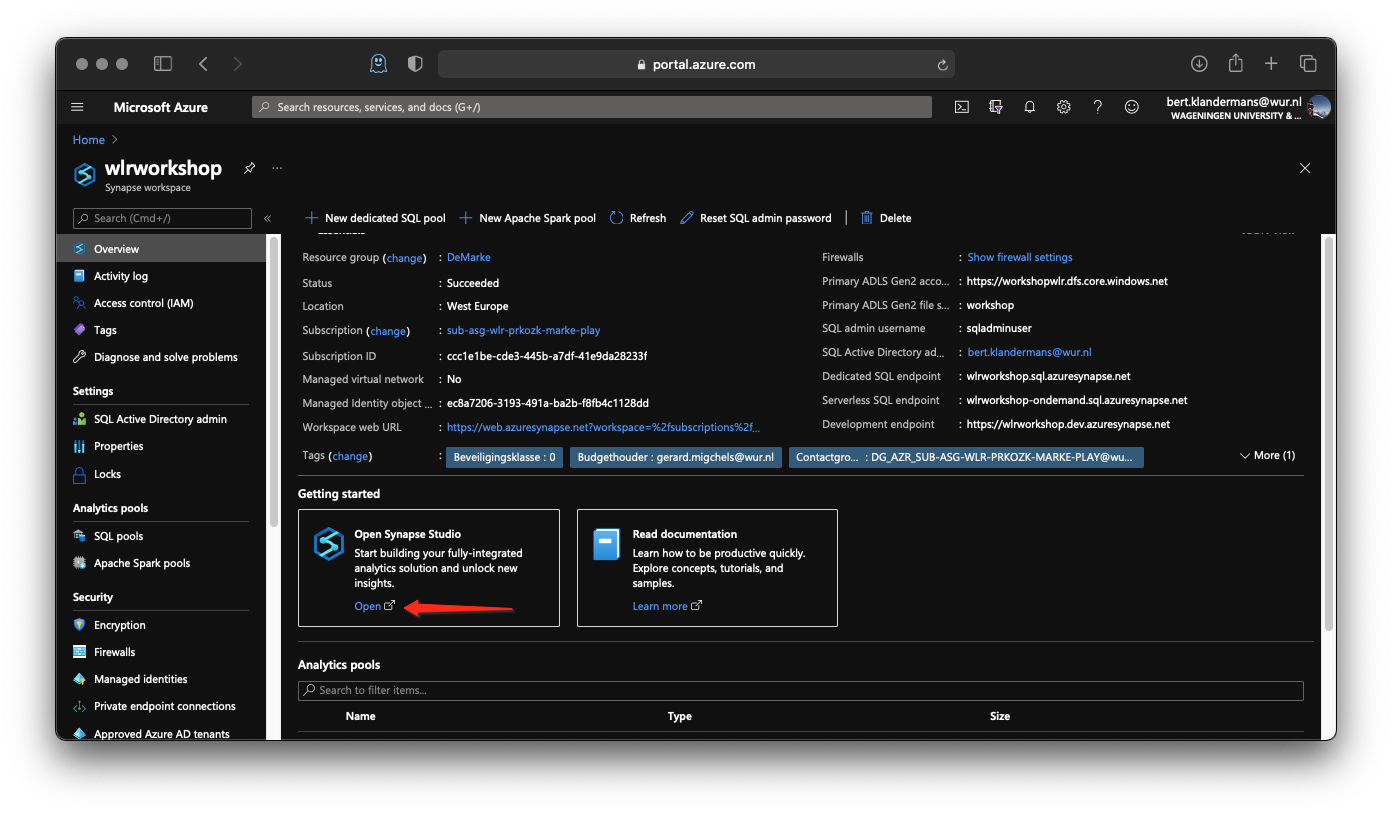 portal.azure.com
Microsoft Azure
Search resources, services, and docs (G+/)
bert.klandermans@wur.nl
WAGENINGEN UNIVERSITY & ...
Home
wlrworkshop
Synapse workspace
Search (Cmd+/)
New dedicated SQL pool
New Apache Spark pool
Refresh
Reset SQL admin password
Delete
Overview
Activity log
Access control (IAM)
Tags
Diagnose and solve problems
Settings
SQL Active Directory admin
Properties
Locks
Analytics pools
SQL pools
Apache Spark pools
Security
Encryption
Firewalls
Managed identities
Private endpoint connections
Approved Azure AD tenants
Essentials
Resource group (change) : DeMarke
Status : Succeeded
Location : West Europe
Subscription (change) : sub-asg-wlr-prkozk-marke-play
Subscription ID : ccc1e1be-cde3-445b-a7df-41e9da28233f
Managed virtual network : No
Managed Identity object ... : ec8a7206-3193-491a-ba2b-f8fb4c1128dd
Workspace web URL : https://web.azuresynapse.net?workspace=%2fsubscriptions%2f...
Firewalls : Show firewall settings
Primary ADLS Gen2 acco... : https://workshopwlr.dfs.core.windows.net
Primary ADLS Gen2 file s... : workshop
SQL admin username : sqladminuser
SQL Active Directory ad... : bert.klandermans@wur.nl
Dedicated SQL endpoint : wlrworkshop.sql.azuresynapse.net
Serverless SQL endpoint : wlrworkshop-ondemand.sql.azuresynapse.net
Development endpoint : https://wlrworkshop.dev.azuresynapse.net
Tags (change) : Beveiligingsklasse : 0 Budgethouder : gerard.migchels@wur.nl Contactgro... : DG_AZR_SUB-ASG-WLR-PRKOZK-MARKE-PLAY@wu... More (1)
Getting started
Open Synapse Studio
Start building your fully-integrated
analytics solution and unlock new
insights.
Open
Read documentation
Learn how to be productive quickly.
Explore concepts, tutorials, and
samples.
Learn more
Analytics pools
Search to filter items...
Name Type Size